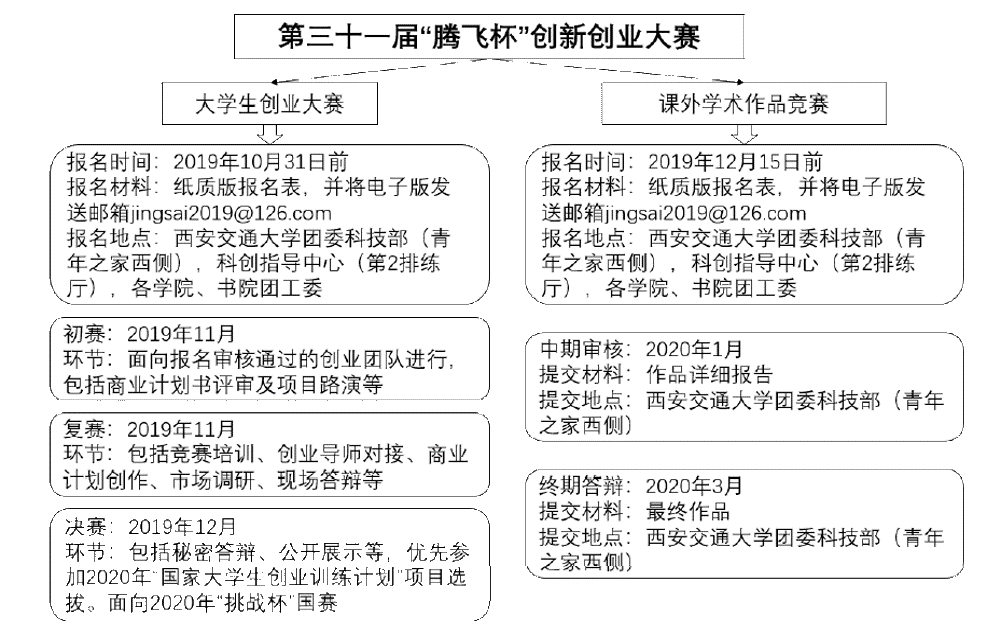 第三十一届“腾飞杯”创新创业大赛
大学生创业大赛
报名时间：2019年10月31日前
报名材料：纸质版报名表，并将电子版发
送邮箱jingsai2019@126.com
报名地点：西安交通大学团委科技部（青
年之家西侧），科创指导中心（第2排练
厅），各学院、书院团工委
初赛：2019年11月
环节：面向报名审核通过的创业团队进行，
包括商业计划书评审及项目路演等
复赛：2019年11月
环节：包括竞赛培训、创业导师对接、商业
计划创作、市场调研、现场答辩等
决赛：2019年12月
环节：包括秘密答辩、公开展示等，优先参
加2020年“国家大学生创业训练计划”项目选
拔。面向2020年“挑战杯”国赛
课外学术作品竞赛
报名时间：2019年12月15日前
报名材料：纸质版报名表，并将电子版发
送邮箱jingsai2019@126.com
报名地点：西安交通大学团委科技部（青
年之家西侧），科创指导中心（第2排练
厅），各学院、书院团工委
中期审核：2020年1月
提交材料：作品详细报告
提交地点：西安交通大学团委科技部（青年
之家西侧）
终期答辩：2020年3月
提交材料：最终作品
提交地点：西安交通大学团委科技部（青年
之家西侧）